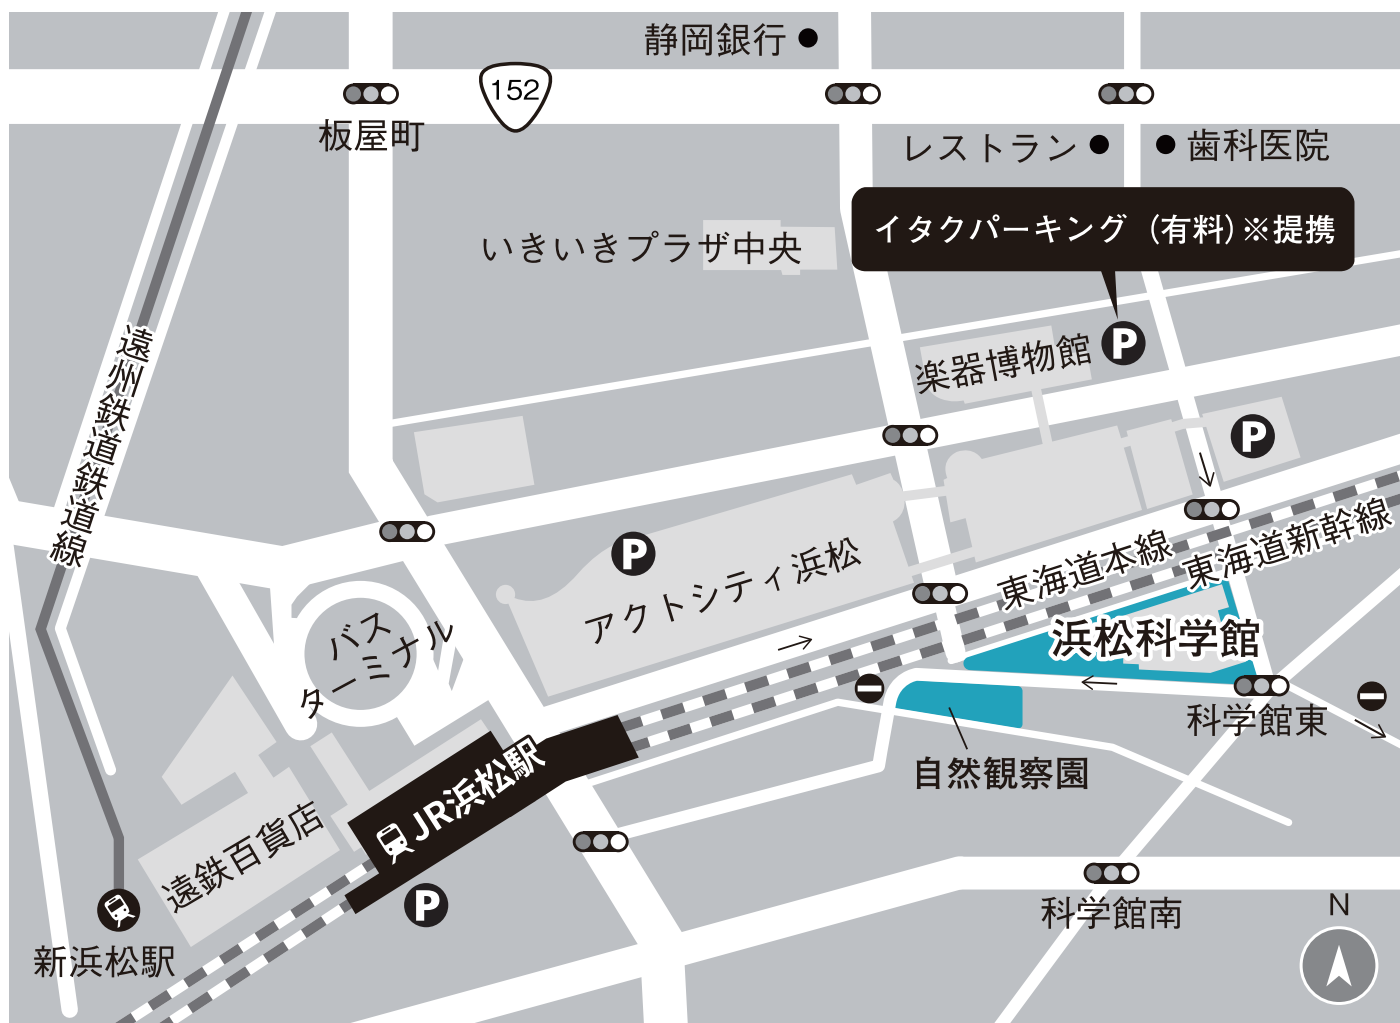 静岡銀行
152
板屋町
レストラン
歯科医院
イタクパーキング（有料）※提携
いきいきプラザ中央
P
楽器博物館
遠州鉄道鉄道線
P
P
アクトシティ浜松
東海道本線
東海道新幹線
バス
ターミナル
浜松科学館
科学館東
自然観察園
JR浜松駅
遠鉄百貨店
P
科学館南
N
新浜松駅